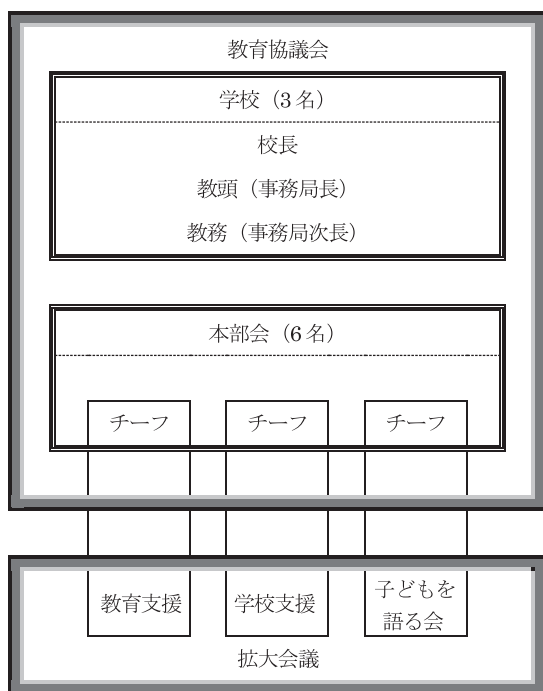 教育協議会
学校（3名）
校長
教頭（事務局長）
教務（事務局次長）
本部会（6名）
チーフ
チーフ
チーフ
教育支援
学校支援
子どもを
語る会
拡大会議